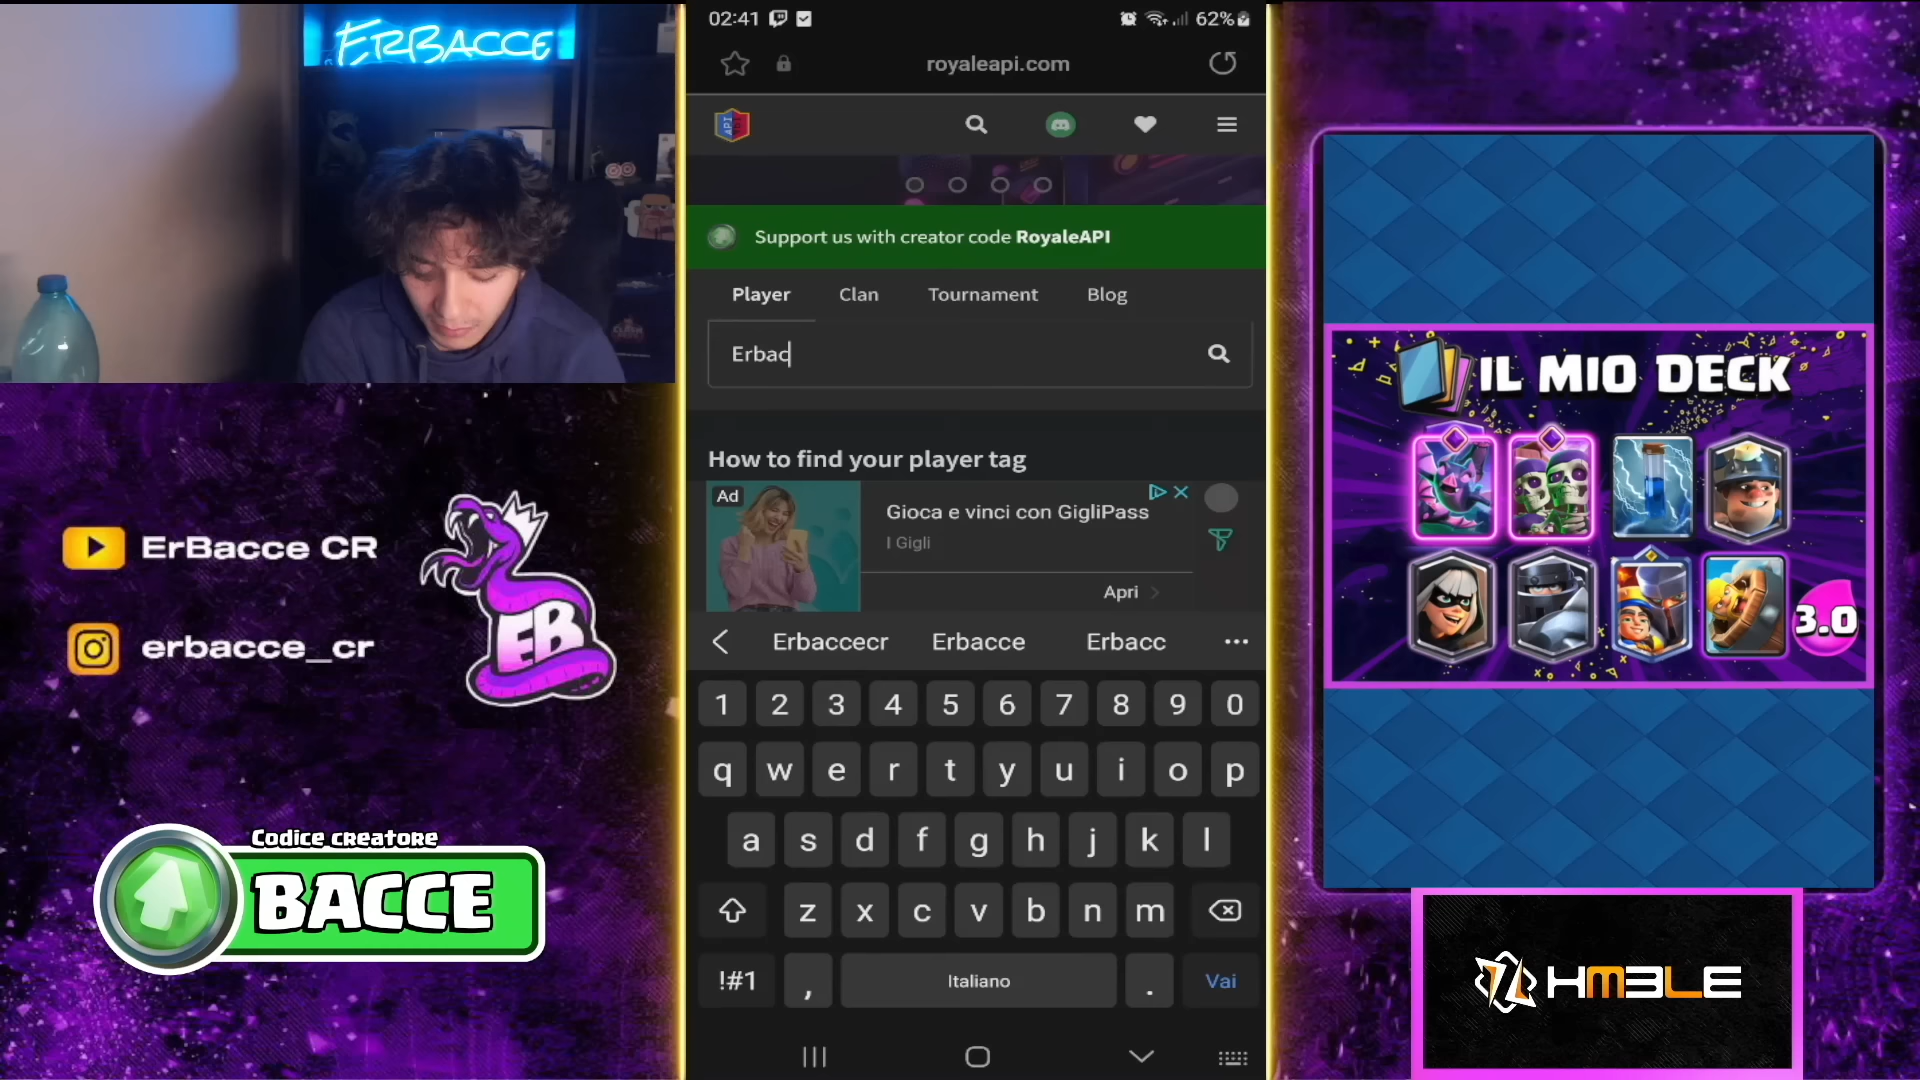 ErBacce
02:41
62%
royaleapi.com
API
Support us with creator code RoyaleAPI
Player Clan Tournament Blog
Erbac
How to find your player tag
Ad
Gioca e vinci con GigliPass
I Gigli
Apri
Erbaccecr Erbacce Erbacc
1 2 3 4 5 6 7 8 9 0
q w e r t y u i o p
a s d f g h j k l
z x c v b n m
!#1 , Italiano . Vai
ErBacce CR
erbacce_cr
EB
Codice creatore
BACCE
IL MIO DECK
3.0
HM3LE